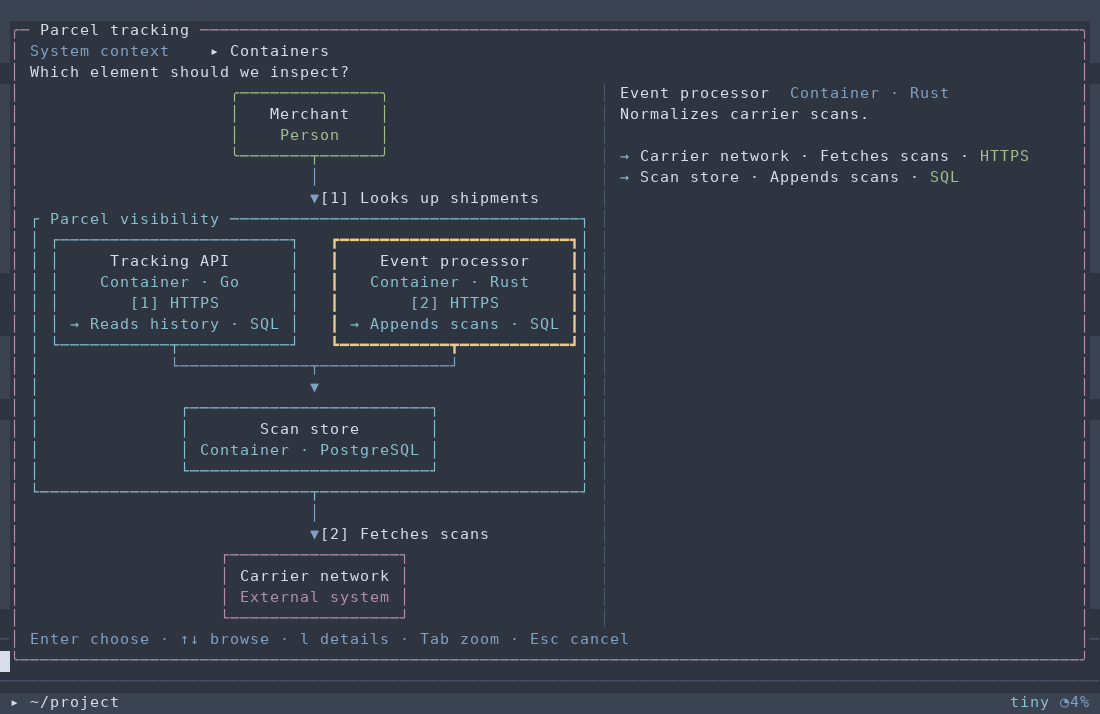 Parcel tracking
System context ▸ Containers
Which element should we inspect?
Merchant
Person
▼[1] Looks up shipments
Parcel visibility
Tracking API
Container · Go
[1] HTTPS
→ Reads history · SQL
Event processor
Container · Rust
[2] HTTPS
→ Appends scans · SQL
▼
Scan store
Container · PostgreSQL
▼[2] Fetches scans
Carrier network
External system
Event processor Container · Rust
Normalizes carrier scans.
→ Carrier network · Fetches scans · HTTPS
→ Scan store · Appends scans · SQL
Enter choose · ↑↓ browse · l details · Tab zoom · Esc cancel
▸ ~/project
tiny ◔4%